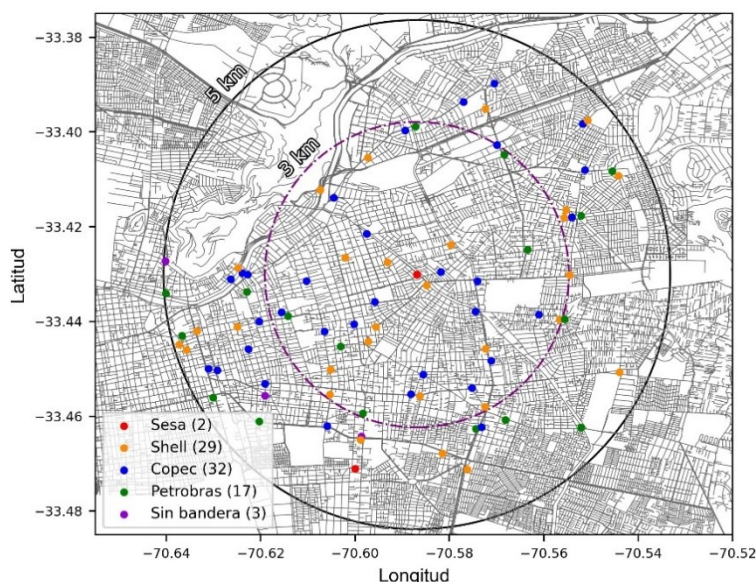 −33.38
−33.40
−33.42
−33.44
−33.46
−33.48
Latitud
5 km
3 km
Sesa (2)
Shell (29)
Copec (32)
Petrobras (17)
Sin bandera (3)
−70.64 −70.62 −70.60 −70.58 −70.56 −70.54 −70.52
Longitud